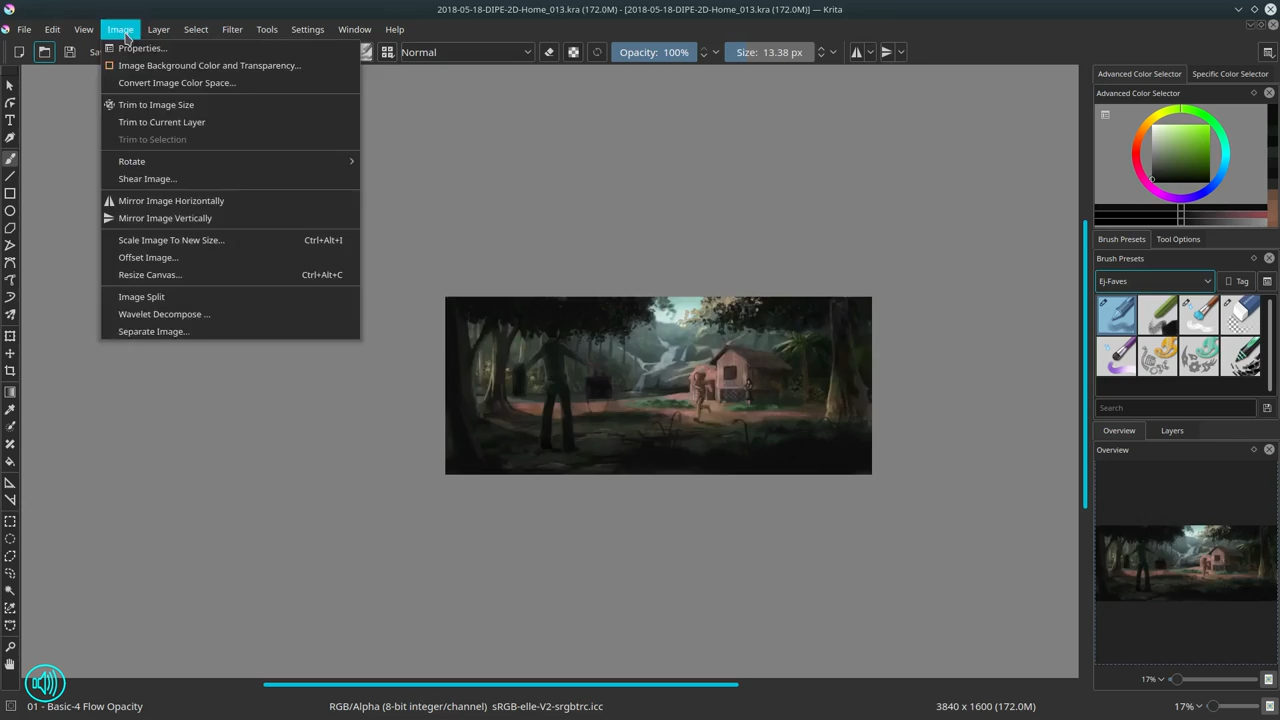 2018-05-18-DIPE-2D-Home_013.kra (172.0M) - [2018-05-18-DIPE-2D-Home_013.kra (172.0M)] — Krita
File Edit View Image Layer Select Filter Tools Settings Window Help
Normal Opacity: 100% Size: 13.38 px
Properties...
Image Background Color and Transparency...
Convert Image Color Space...
Trim to Image Size
Trim to Current Layer
Trim to Selection
Rotate
Shear Image...
Mirror Image Horizontally
Mirror Image Vertically
Scale Image To New Size... Ctrl+Alt+I
Offset Image...
Resize Canvas... Ctrl+Alt+C
Image Split
Wavelet Decompose ...
Separate Image...
Advanced Color Selector Specific Color Selector
Advanced Color Selector
Brush Presets Tool Options
Brush Presets
Ej-Faves Tag
Search
Overview Layers
Overview
17%
01 - Basic-4 Flow Opacity RGB/Alpha (8-bit integer/channel) sRGB-elle-V2-srgbtrc.icc 3840 x 1600 (172.0M) 17%